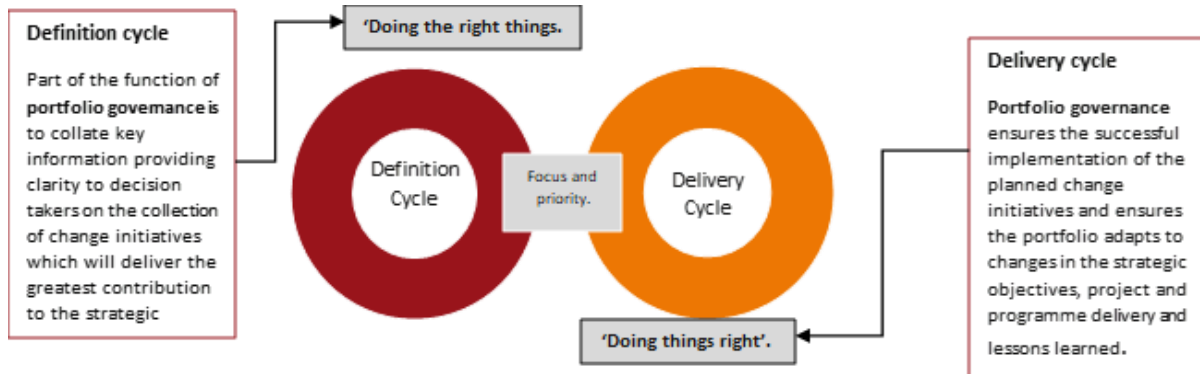 Definition cycle
Part of the function of
portfolio governance is
to collate key
information providing
clarity to decision
takers on the collection
of change initiatives
which will deliver the
greatest contribution
to the strategic
‘Doing the right things.
Definition
Cycle
Focus and
priority.
Delivery
Cycle
‘Doing things right’.
Delivery cycle
Portfolio governance
ensures the successful
implementation of the
planned change
initiatives and ensures
the portfolio adapts to
changes in the strategic
objectives, project and
programme delivery and
lessons learned.